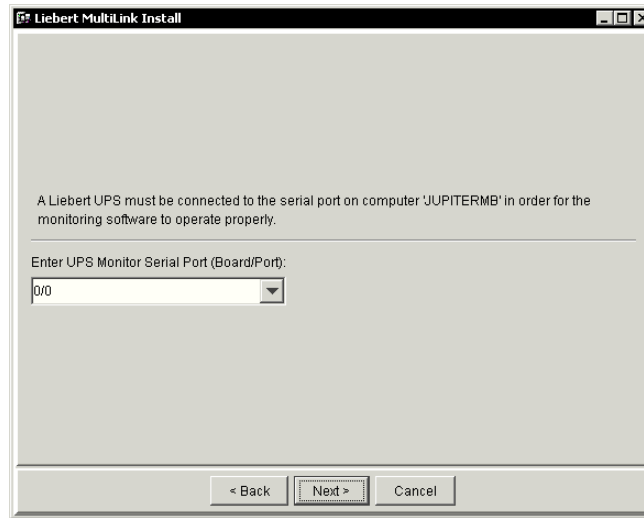 Liebert MultiLink Install
A Liebert UPS must be connected to the serial port on computer 'JUPITERMB' in order for the
monitoring software to operate properly.
Enter UPS Monitor Serial Port (Board/Port):
0/0
< Back Next > Cancel